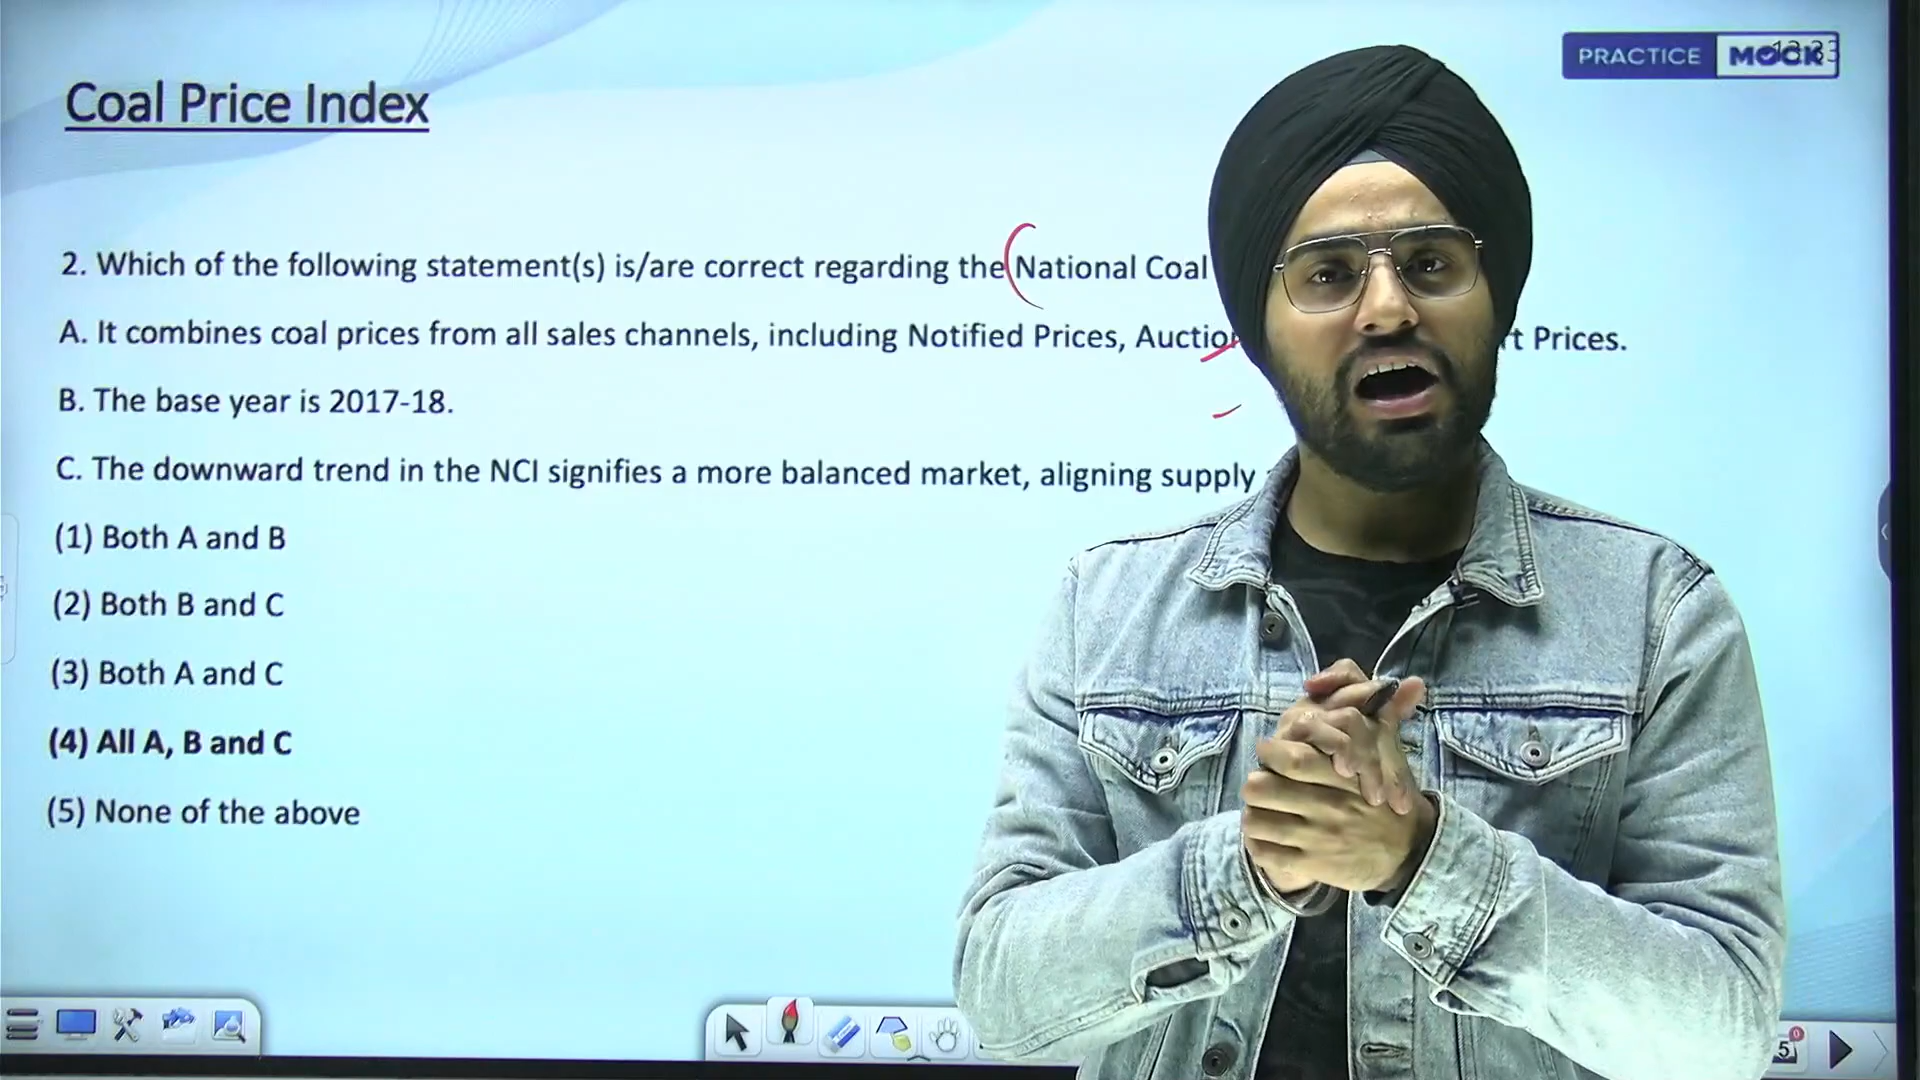 PRACTICE MOCK
Coal Price Index
2. Which of the following statement(s) is/are correct regarding the National Coal
A. It combines coal prices from all sales channels, including Notified Prices, Prices.
B. The base year is 2017-18.
C. The downward trend in the NCI signifies a more balanced market, aligning supply
(1) Both A and B
(2) Both B and C
(3) Both A and C
(4) All A, B and C
(5) None of the above
5
0